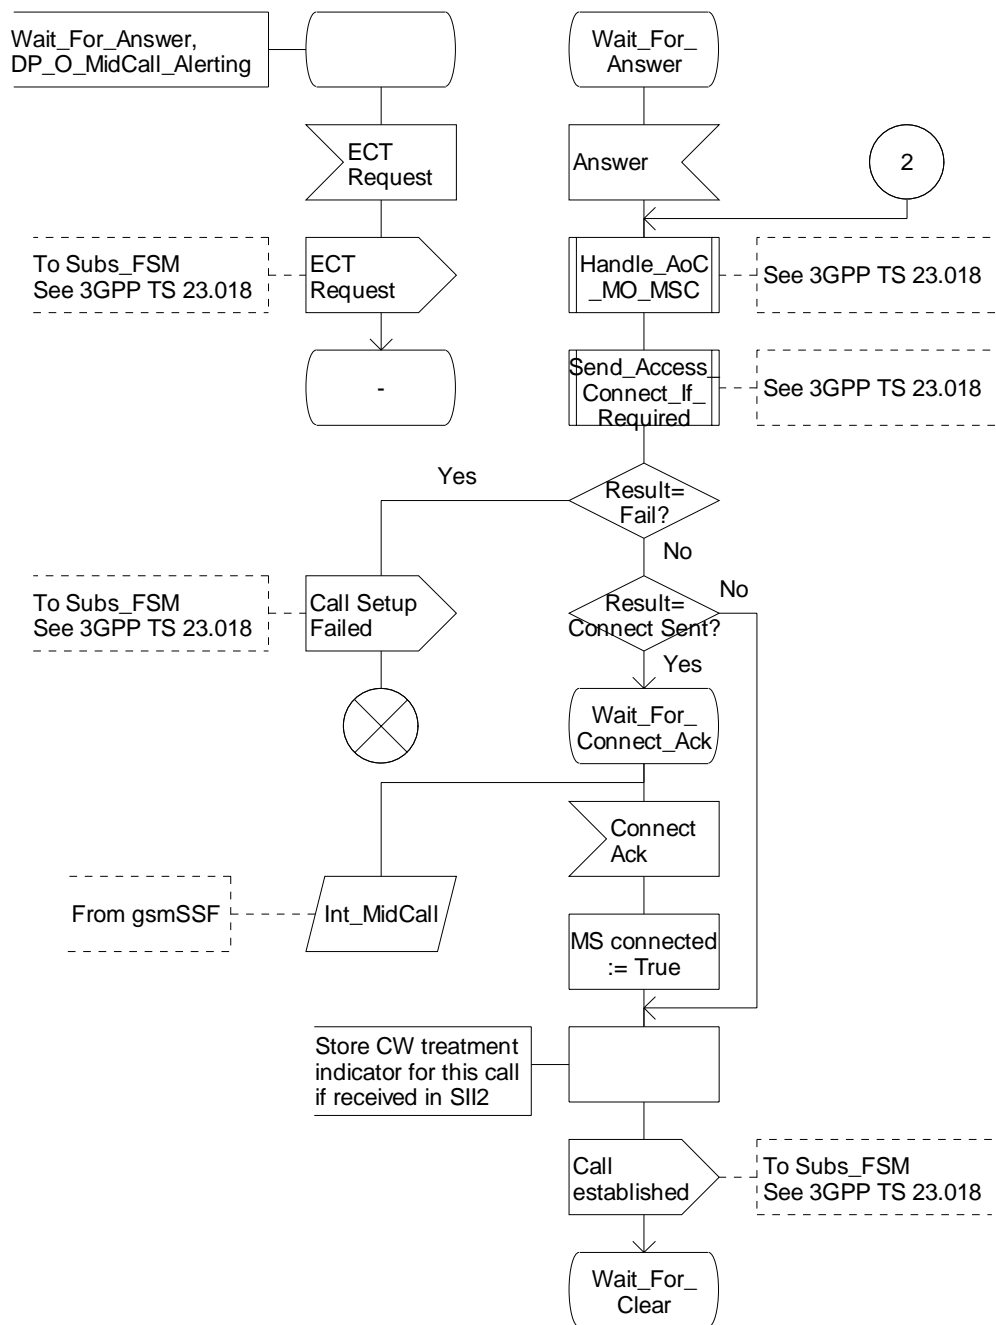 Wait_For_Answer,
DP_O_MidCall_Alerting
Wait_For_
Answer
ECT
Request
Answer
2
To Subs_FSM
See 3GPP TS 23.018
ECT
Request
Handle_AoC
_MO_MSC
See 3GPP TS 23.018
-
Send_Access_
Connect_If_
Required
See 3GPP TS 23.018
Yes
Result=
Fail?
No
To Subs_FSM
See 3GPP TS 23.018
Call Setup
Failed
Result=
Connect Sent?
No
Yes
Wait_For_
Connect_Ack
Connect
Ack
From gsmSSF
Int_MidCall
MS connected
:= True
Store CW treatment
indicator for this call
if received in SII2
Call
established
To Subs_FSM
See 3GPP TS 23.018
Wait_For_
Clear